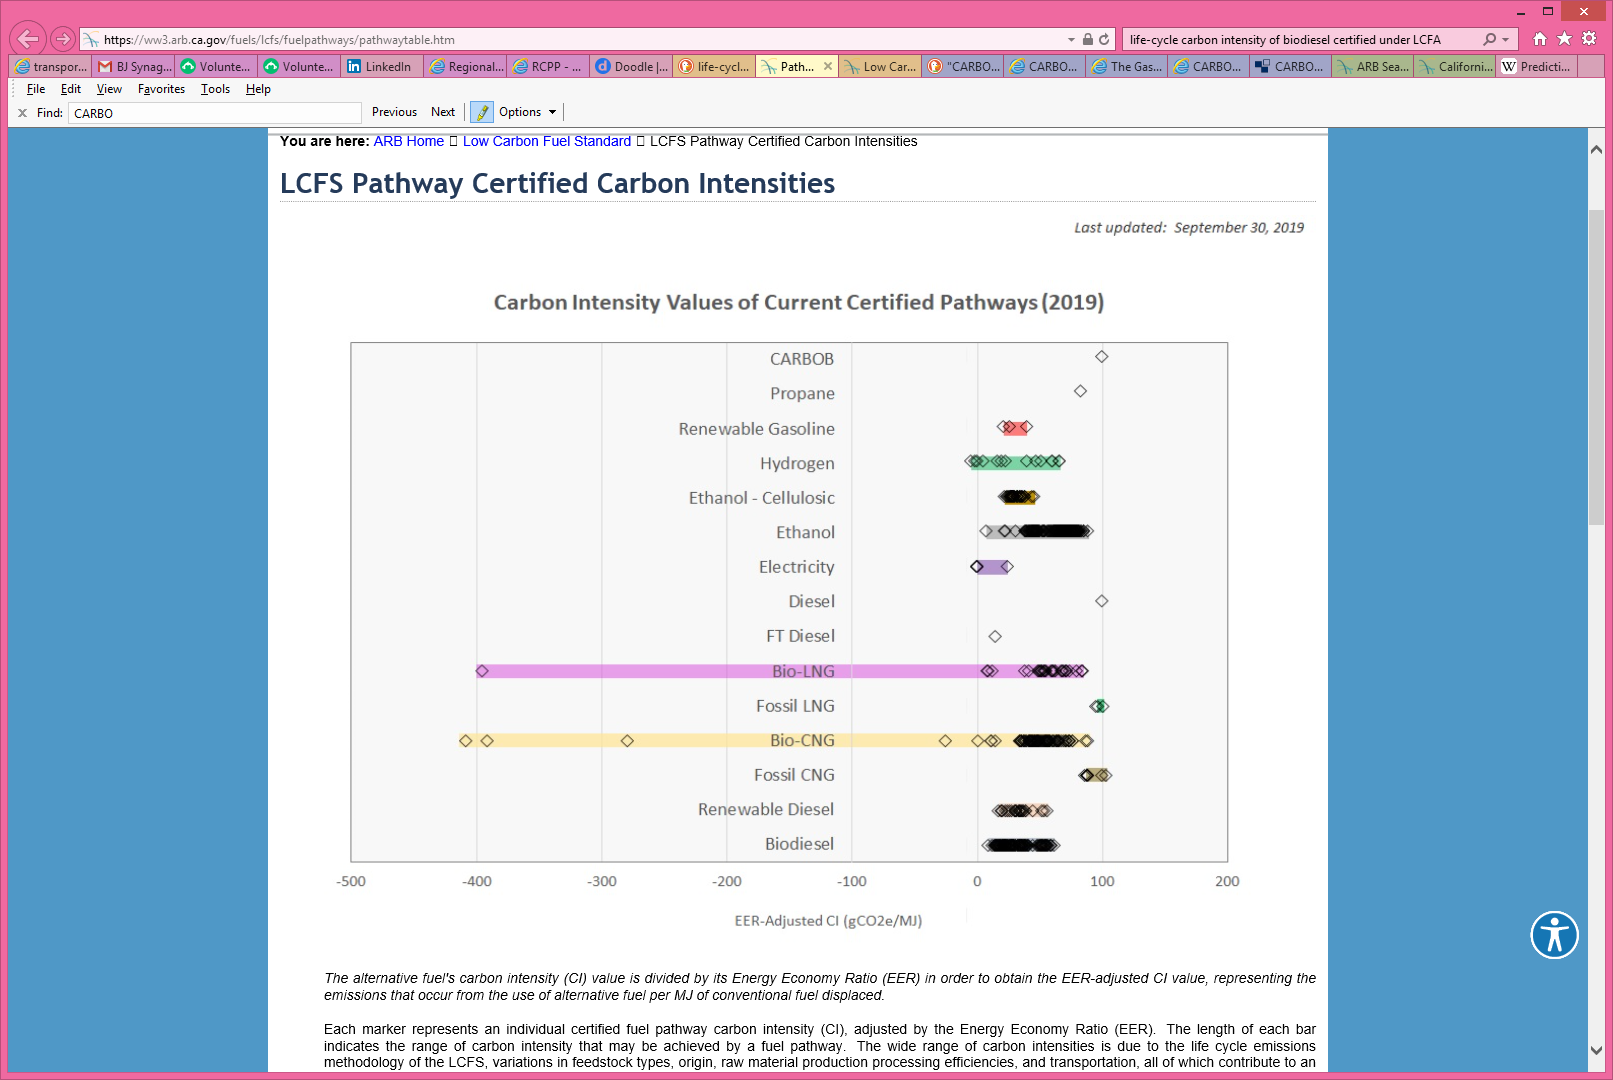 https://ww3.arb.ca.gov/fuels/lcfs/fuelpathways/pathwaytable.htm
life-cycle carbon intensity of biodiesel certified under LCFA
transpor...
BJ Synag...
Volunte...
Volunte...
LinkedIn
Regional...
RCPP - ...
Doodle |...
life-cycl...
Path...
Low Car...
"CARBO...
CARBO...
The Gas...
CARBO...
CARBO...
ARB Sea...
Californi...
Predicti...
File Edit View Favorites Tools Help
Find: CARBO Previous Next Options
You are here: ARB Home Low Carbon Fuel Standard LCFS Pathway Certified Carbon Intensities
LCFS Pathway Certified Carbon Intensities
Last updated: September 30, 2019
Carbon Intensity Values of Current Certified Pathways (2019)
CARBOB
Propane
Renewable Gasoline
Hydrogen
Ethanol - Cellulosic
Ethanol
Electricity
Diesel
FT Diesel
Bio-LNG
Fossil LNG
Bio-CNG
Fossil CNG
Renewable Diesel
Biodiesel
-500 -400 -300 -200 -100 0 100 200
EER-Adjusted CI (gCO2e/MJ)
The alternative fuel's carbon intensity (CI) value is divided by its Energy Economy Ratio (EER) in order to obtain the EER-adjusted CI value, representing the
emissions that occur from the use of alternative fuel per MJ of conventional fuel displaced.
Each marker represents an individual certified fuel pathway carbon intensity (CI), adjusted by the Energy Economy Ratio (EER). The length of each bar
indicates the range of carbon intensity that may be achieved by a fuel pathway. The wide range of carbon intensities is due to the life cycle emissions
methodology of the LCFS, variations in feedstock types, origin, raw material production processing efficiencies, and transportation, all of which contribute to an